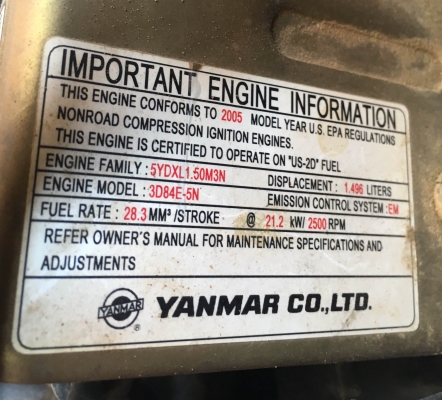 IMPORTANT ENGINE INFORMATION
THIS ENGINE CONFORMS TO 2005 MODEL YEAR U.S. EPA REGULATIONS
NONROAD COMPRESSION IGNITION ENGINES.
THIS ENGINE IS CERTIFIED TO OPERATE ON "US-2D" FUEL
ENGINE FAMILY : 5YDXL1.50M3N DISPLACEMENT : 1.496 LITERS
ENGINE MODEL : 3D84E-5N EMISSION CONTROL SYSTEM : EM
FUEL RATE : 28.3 MM³ /STROKE @ 21.2 kW/ 2500 RPM
REFER OWNER'S MANUAL FOR MAINTENANCE SPECIFICATIONS AND
ADJUSTMENTS
YANMAR ® YANMAR CO.,LTD.